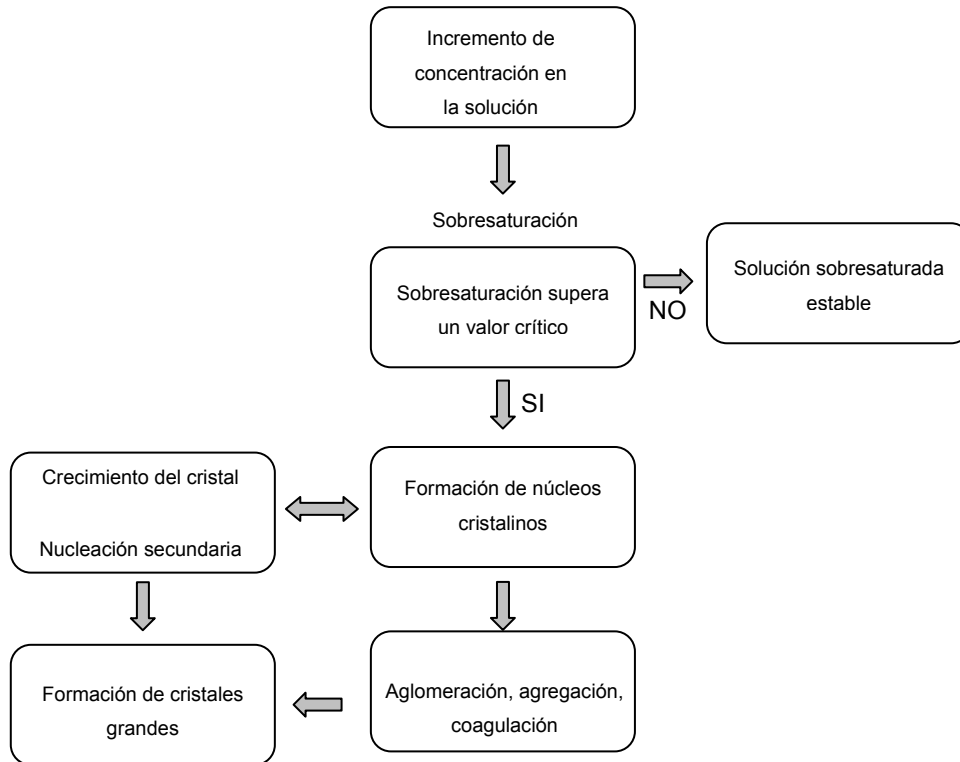 Incremento de
concentración en
la solución
Sobresaturación
Sobresaturación supera
un valor crítico
NO
Solución sobresaturada
estable
SI
Crecimiento del cristal
Nucleación secundaria
Formación de núcleos
cristalinos
Formación de cristales
grandes
Aglomeración, agregación,
coagulación